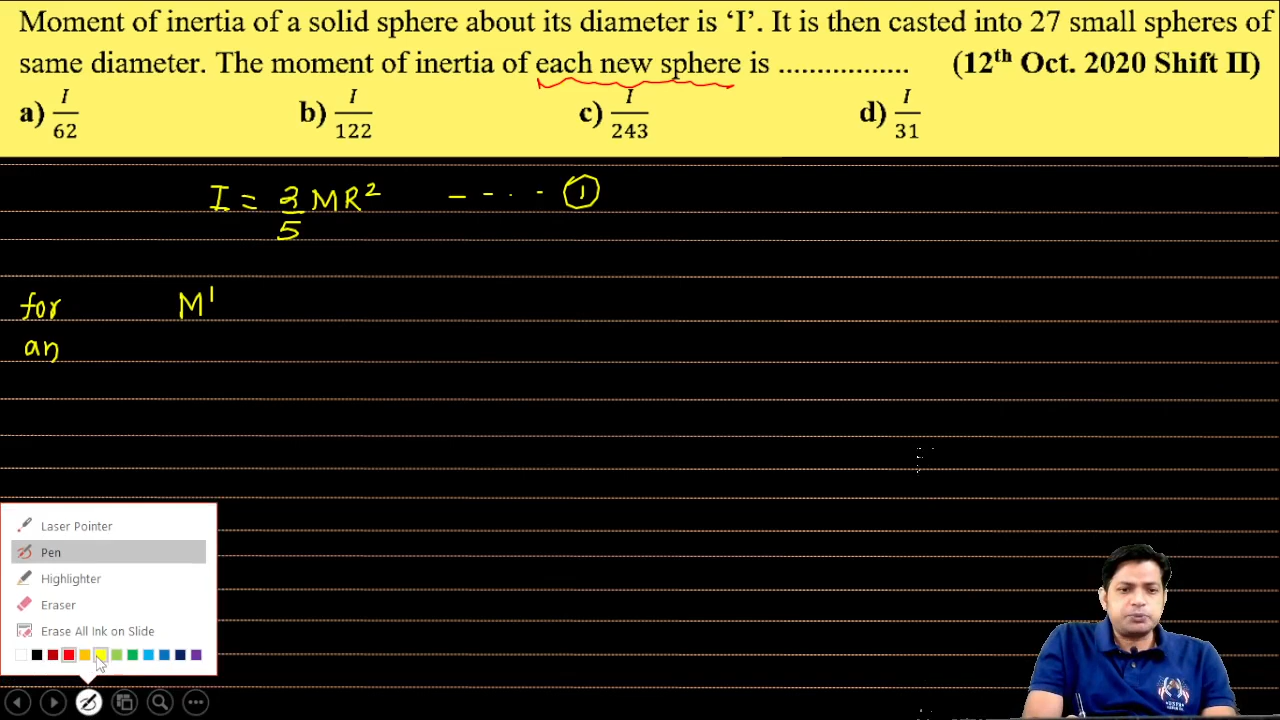 Moment of inertia of a solid sphere about its diameter is ‘I’. It is then casted into 27 small spheres of
same diameter. The moment of inertia of each new sphere is ................. (12th Oct. 2020 Shift II)
a) I/62 b) I/122 c) I/243 d) I/31
I = 2/5 MR² - - - - ①
for M'
an
Laser Pointer
Pen
Highlighter
Eraser
Erase All Ink on Slide